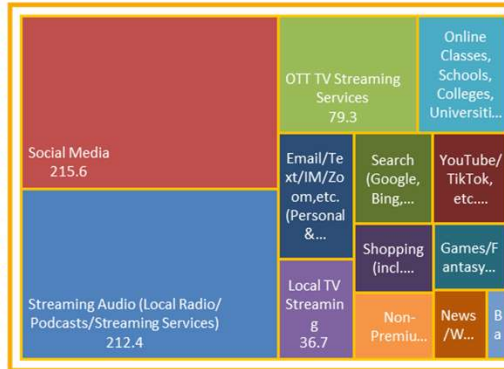 Social Media
215.6
Streaming Audio (Local Radio/
Podcasts/Streaming Services)
212.4
OTT TV Streaming
Services
79.3
Online
Classes,
Schools,
Colleges,
Universiti...
Email/Te
xt/IM/Zo
om,etc.
(Personal
&...
Search
(Google,
Bing,...
YouTube/
TikTok,
etc....
Local TV
Streamin
g
36.7
Shopping
(incl....
Games/F
antasy...
Non-
Premiu...
News
/W...
B
a